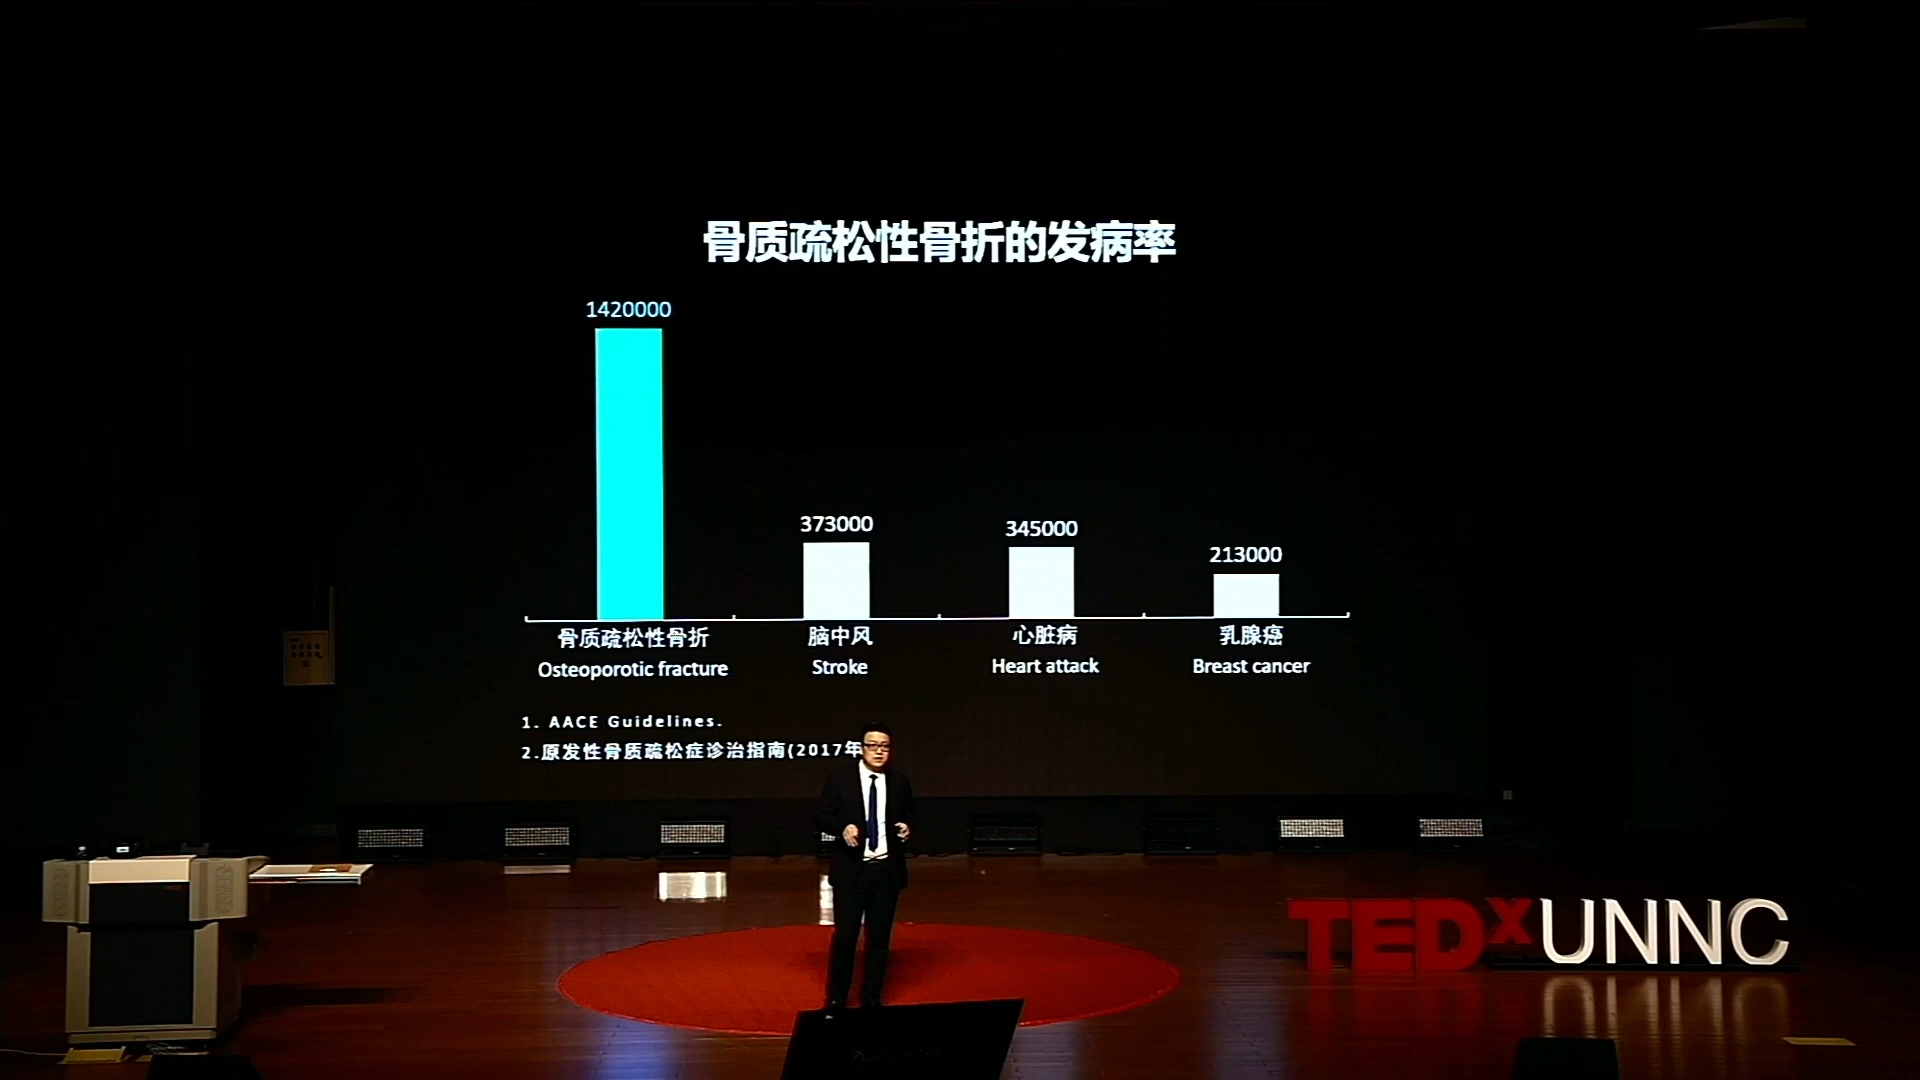 骨质疏松性骨折的发病率
1420000
373000
345000
213000
骨质疏松性骨折
脑中风
心脏病
乳腺癌
Osteoporotic fracture
Stroke
Heart attack
Breast cancer
1. AACE Guidelines.
2.原发性骨质疏松症诊治指南(2017年
TEDxUNNC